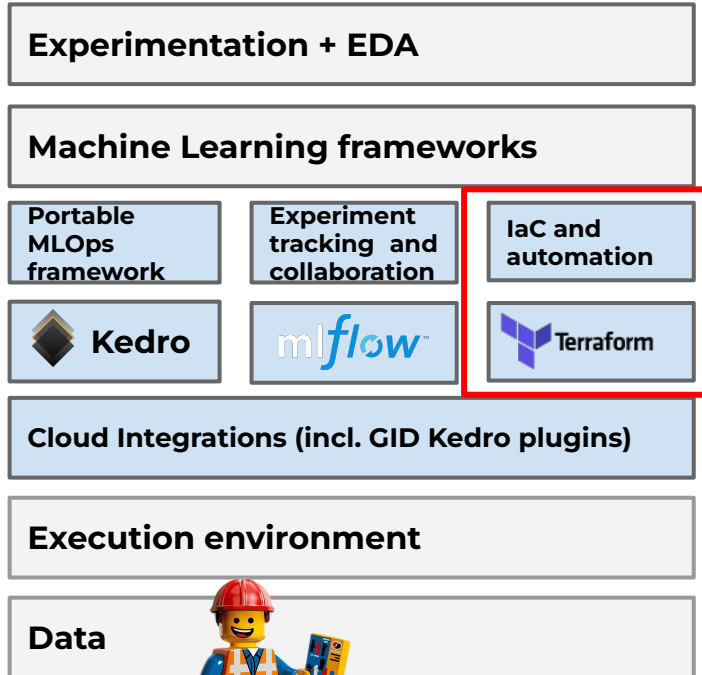 Experimentation + EDA
Machine Learning frameworks
Portable
MLOps
framework
Experiment
tracking and
collaboration
IaC and
automation
Kedro
mlflow™
Terraform
Cloud Integrations (incl. GID Kedro plugins)
Execution environment
Data